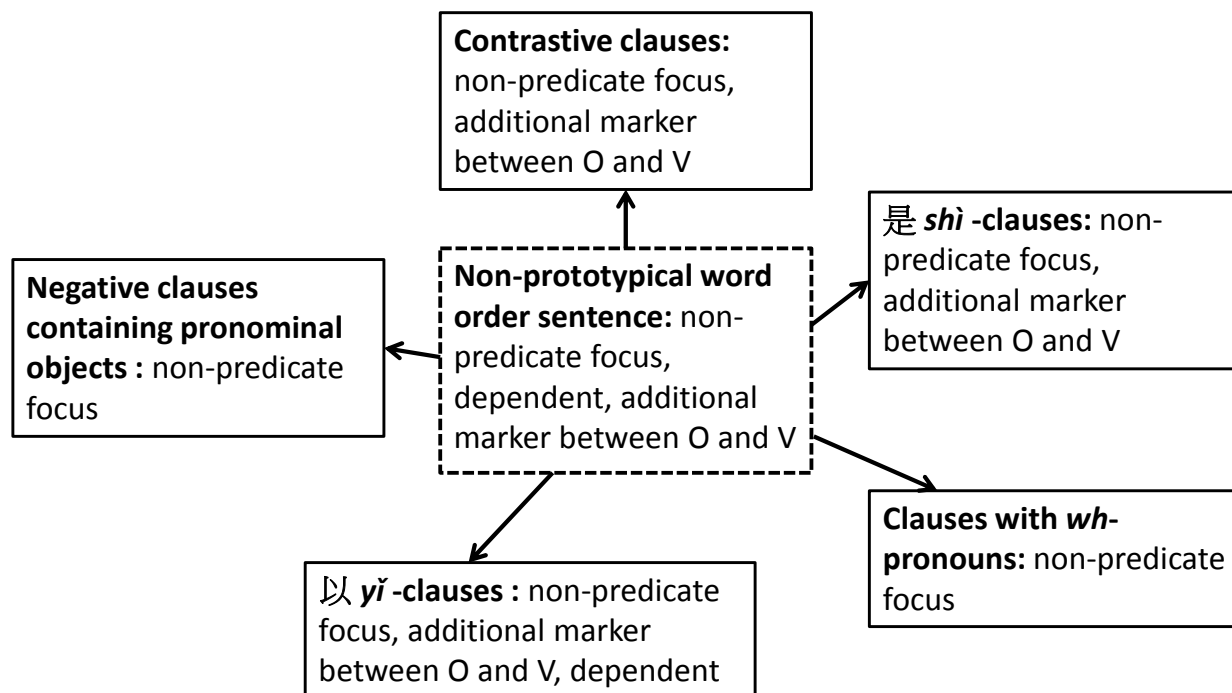 Contrastive clauses:
non-predicate focus,
additional marker
between O and V
是 shì -clauses: non-
predicate focus,
additional marker
between O and V
Negative clauses
containing pronominal
objects : non-predicate
focus
Non-prototypical word
order sentence: non-
predicate focus,
dependent, additional
marker between O and V
Clauses with wh-
pronouns: non-predicate
focus
以 yǐ -clauses : non-predicate
focus, additional marker
between O and V, dependent